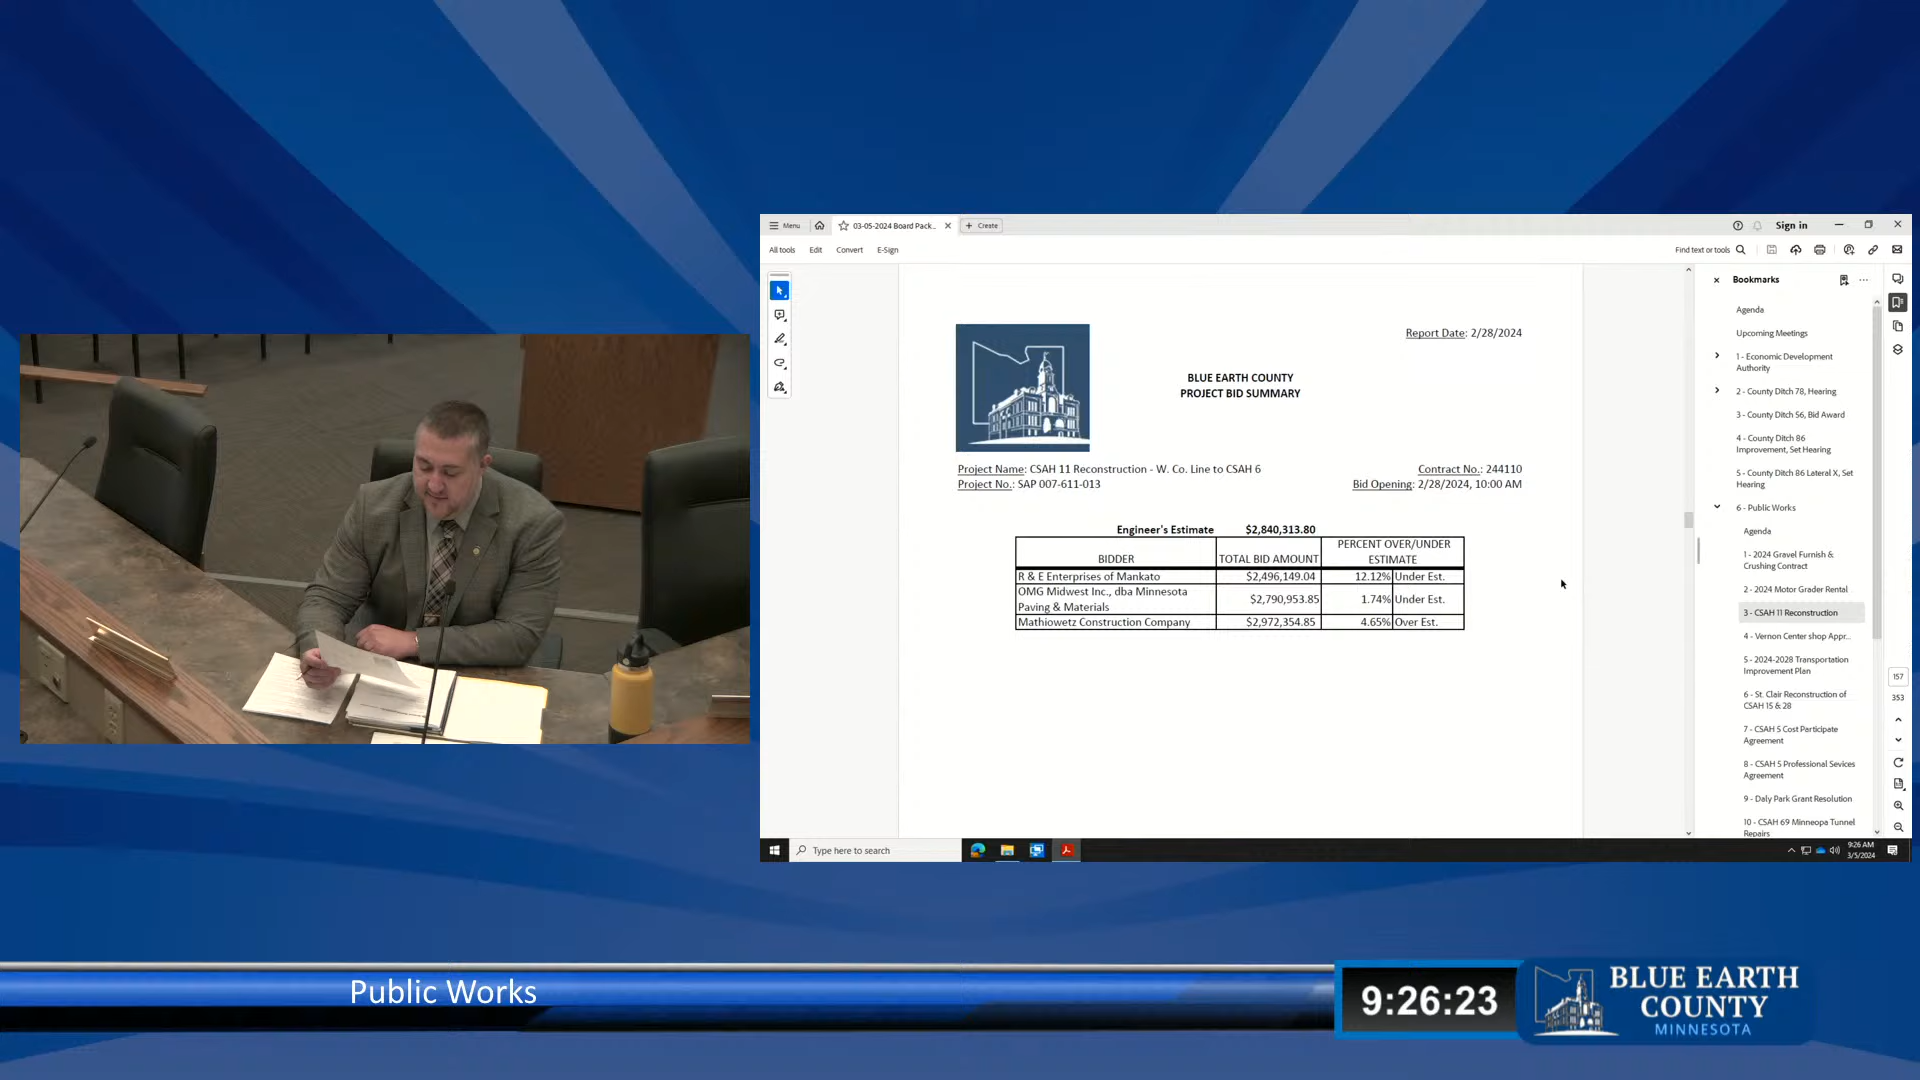 Menu
03-05-2024 Board Pack...
Create
Sign in
All tools
Edit
Convert
E-Sign
Find text or tools
Report Date: 2/28/2024
BLUE EARTH COUNTY
PROJECT BID SUMMARY
Project Name: CSAH 11 Reconstruction - W. Co. Line to CSAH 6
Contract No.: 244110
Project No.: SAP 007-611-013
Bid Opening: 2/28/2024, 10:00 AM
Engineer's Estimate $2,840,313.80
BIDDER
TOTAL BID AMOUNT
PERCENT OVER/UNDER
ESTIMATE
R & E Enterprises of Mankato $2,496,149.04 12.12% Under Est.
OMG Midwest Inc., dba Minnesota
Paving & Materials
$2,790,953.85 1.74% Under Est.
Mathiowetz Construction Company $2,972,354.85 4.65% Over Est.
Bookmarks
Agenda
Upcoming Meetings
1 - Economic Development
Authority
2 - County Ditch 78, Hearing
3 - County Ditch 56, Bid Award
4 - County Ditch 86
Improvement, Set Hearing
5 - County Ditch 86 Lateral X, Set
Hearing
6 - Public Works
Agenda
1 - 2024 Gravel Furnish &
Crushing Contract
2 - 2024 Motor Grader Rental
3 - CSAH 11 Reconstruction
4 - Vernon Center shop Appr...
5 - 2024-2028 Transportation
Improvement Plan
6 - St. Clair Reconstruction of
CSAH 15 & 28
7 - CSAH 5 Cost Participate
Agreement
8 - CSAH 5 Professional Sevices
Agreement
9 - Daly Park Grant Resolution
10 - CSAH 69 Minneopa Tunnel
Repairs
157
353
Type here to search
9:26 AM
3/5/2024
Public Works
9:26:23
BLUE EARTH
COUNTY
MINNESOTA